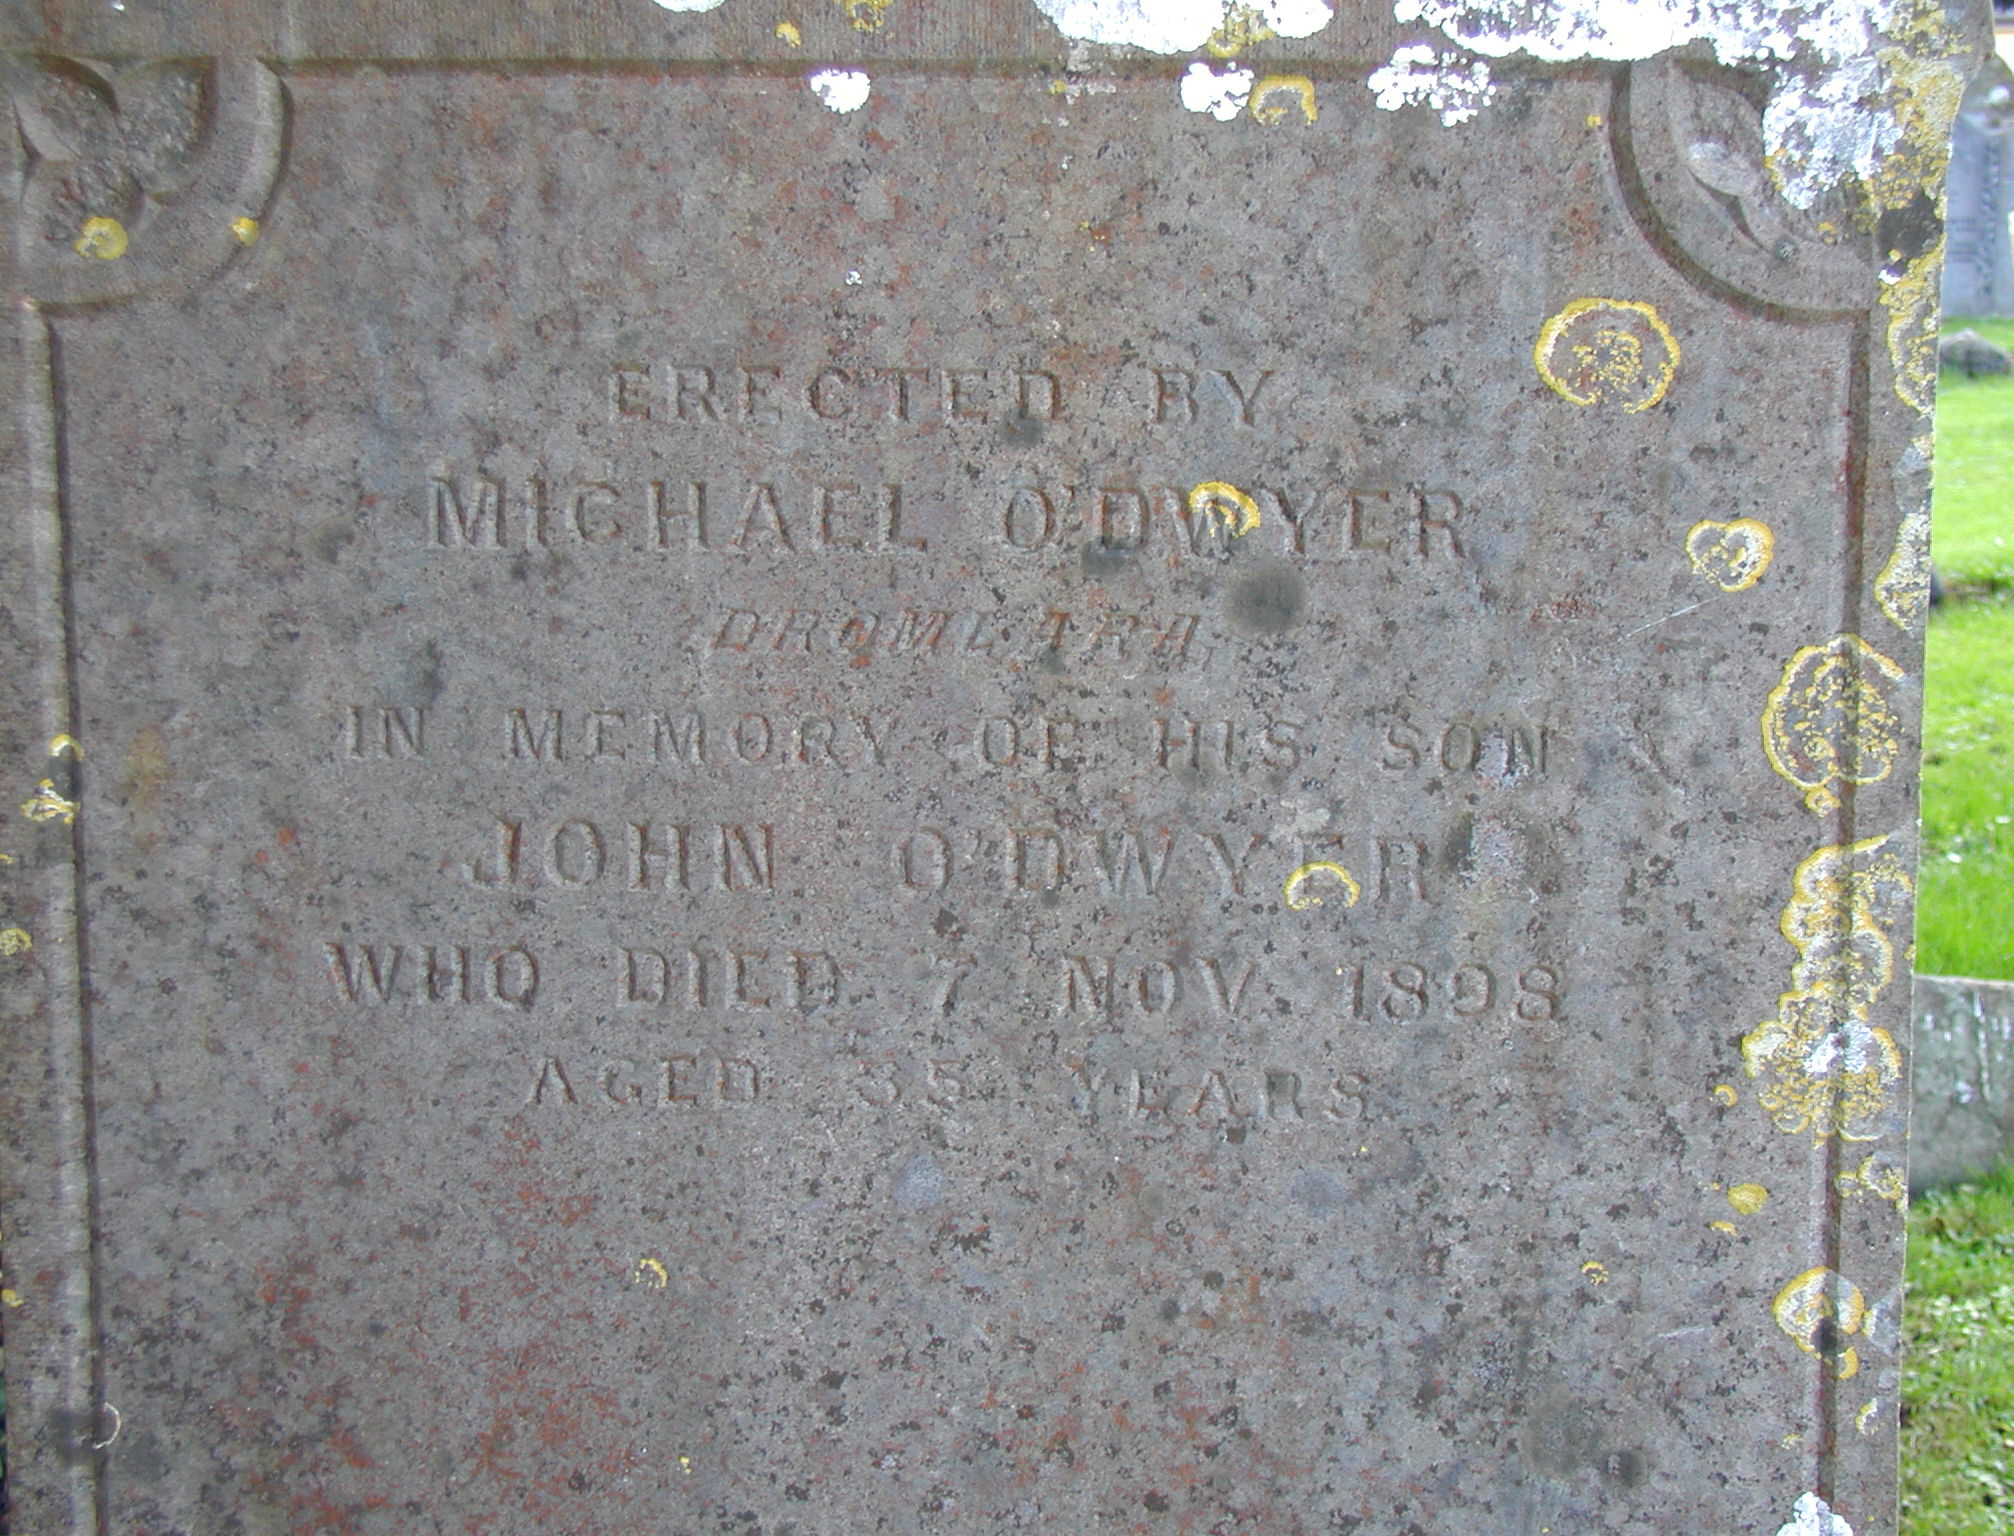 ERECTED BY
MICHAEL O'DWYER
DROMLARA
IN MEMORY OF HIS SON
JOHN O'DWYER
WHO DIED 7 NOV. 1898
AGED 35 YEARS